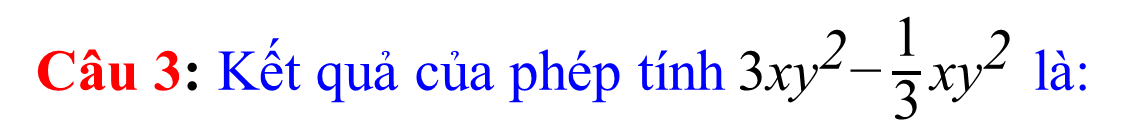 Câu 3: Kết quả của phép tính 3xy² − 1/3 xy² là: